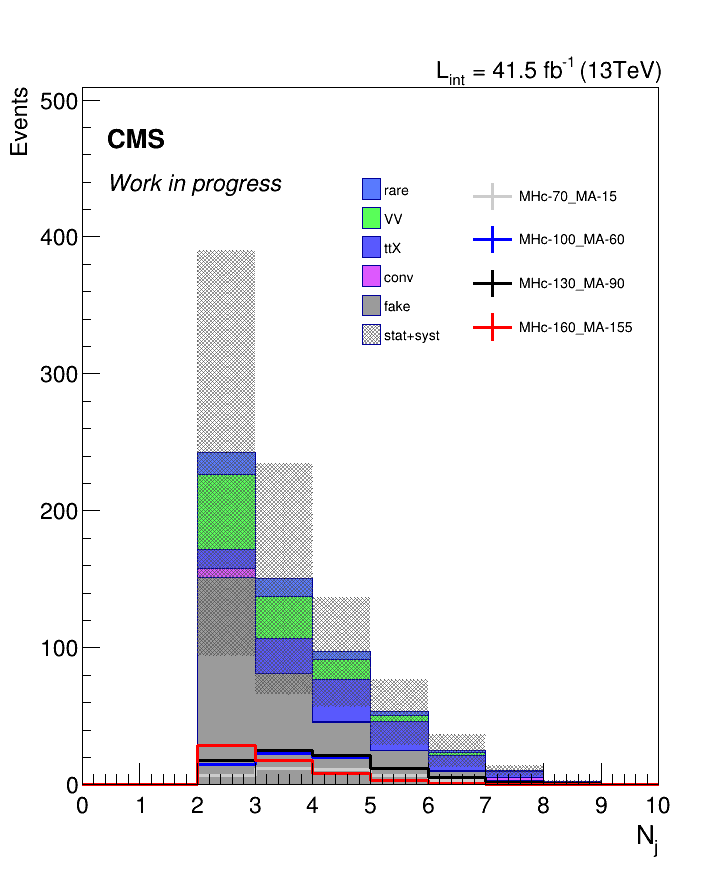 L_int = 41.5 fb^-1 (13TeV)
Events
500
400
300
200
100
0
CMS
Work in progress
rare
VV
ttX
conv
fake
stat+syst
MHc-70_MA-15
MHc-100_MA-60
MHc-130_MA-90
MHc-160_MA-155
0 1 2 3 4 5 6 7 8 9 10
N_j